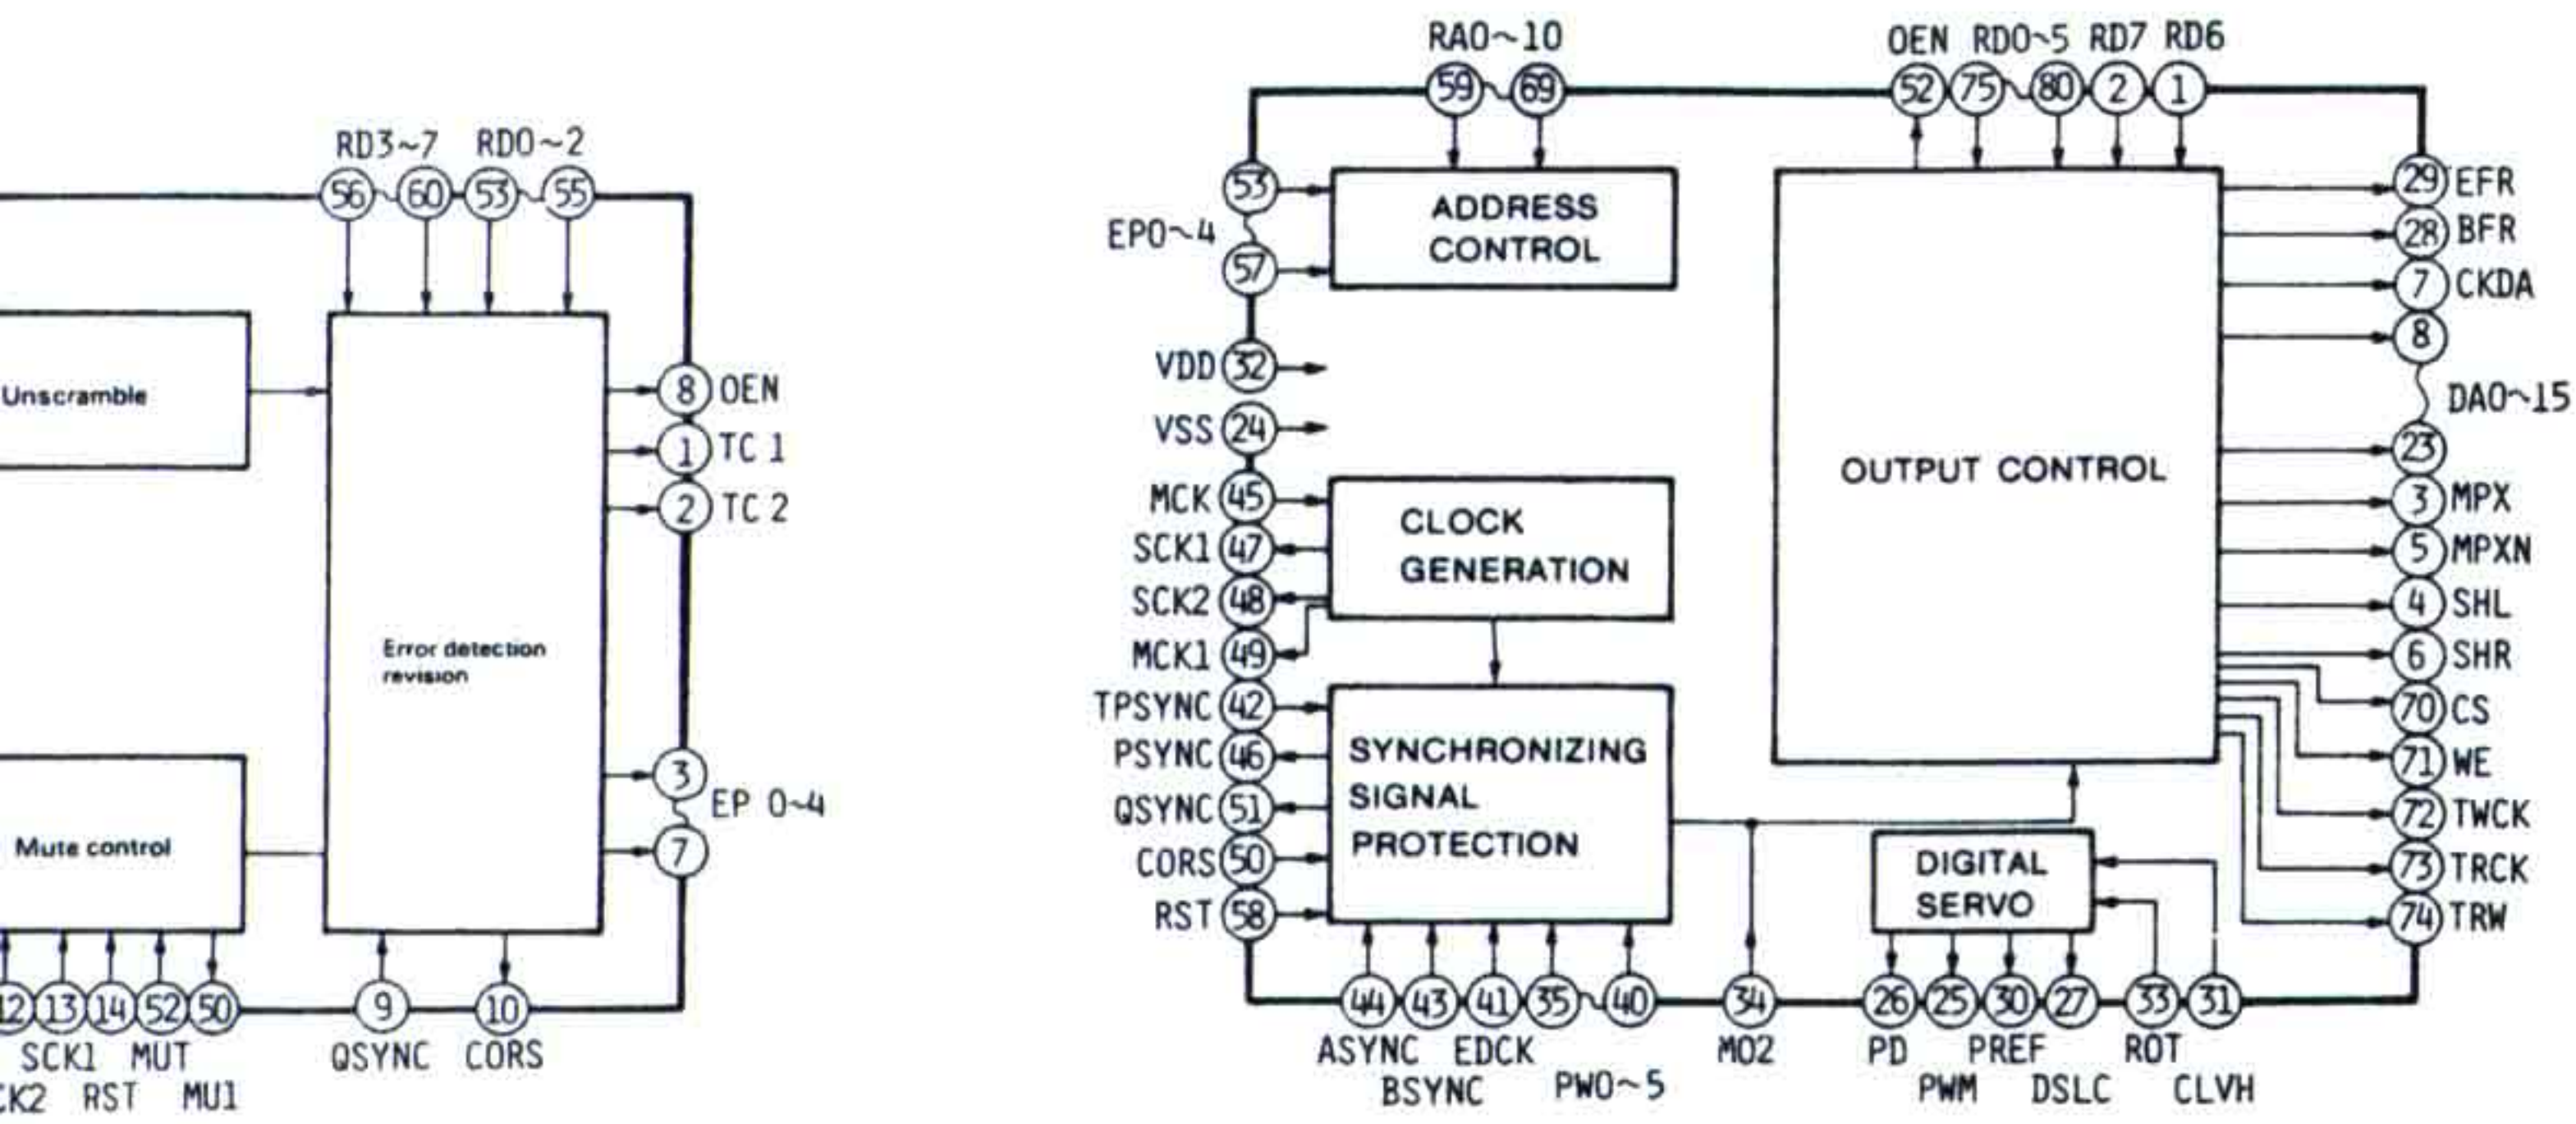 RD3~7 RD0~2
56 60 53 55
Unscramble
8 OEN
1 TC 1
2 TC 2
Error detection
revision
3
EP 0~4
7
Mute control
12 13 14 52 50 9 10
SCK1 MUT QSYNC CORS
CK2 RST MU1
RA0~10 OEN RD0~5 RD7 RD6
59 69 52 75 80 2 1
53
EP0~4
57
ADDRESS
CONTROL
VDD 32
VSS 24
MCK 45
SCK1 47
SCK2 48
MCK1 49
CLOCK
GENERATION
TPSYNC 42
PSYNC 46
QSYNC 51
CORS 50
RST 58
SYNCHRONIZING
SIGNAL
PROTECTION
OUTPUT CONTROL
29 EFR
28 BFR
7 CKDA
8
DA0~15
23
3 MPX
5 MPXN
4 SHL
6 SHR
70 CS
71 WE
72 TWCK
73 TRCK
74 TRW
DIGITAL
SERVO
44 43 41 35 40 34 26 25 30 27 33 31
ASYNC EDCK MO2 PD PREF ROT
BSYNC PW0~5 PWM DSLC CLVH